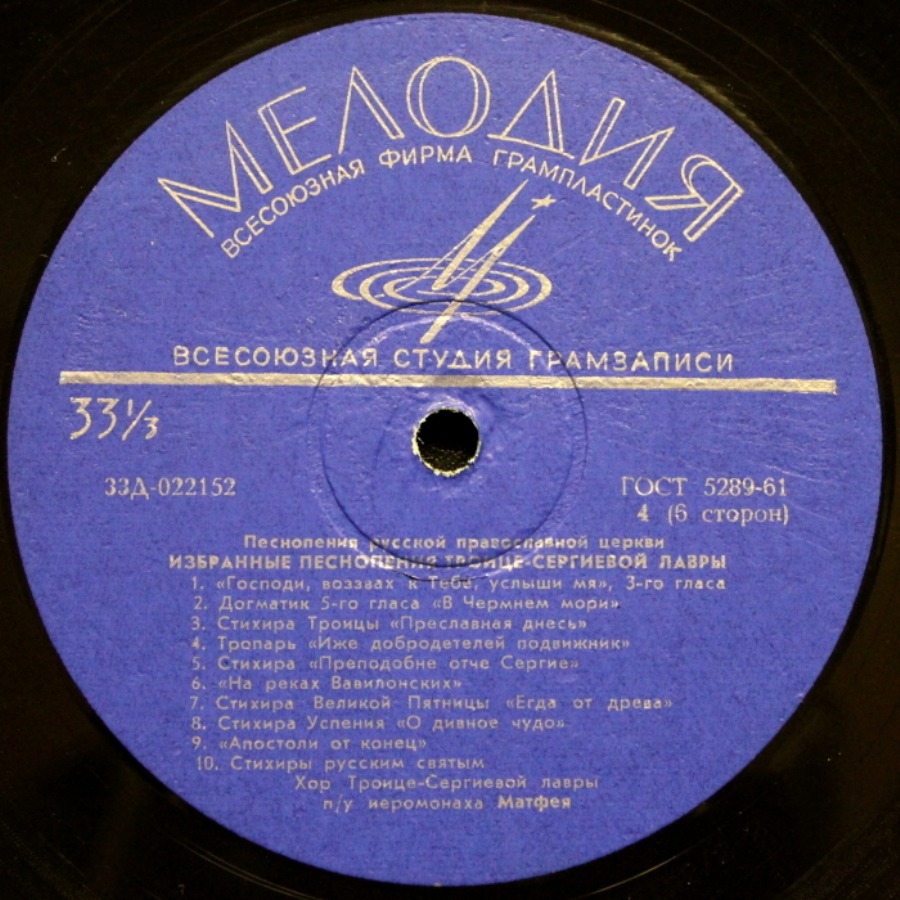 МЕЛОДИЯ
ВСЕСОЮЗНАЯ ФИРМА ГРАМПЛАСТИНОК
ВСЕСОЮЗНАЯ СТУДИЯ ГРАМЗАПИСИ
33⅓
33Д-022152
ГОСТ 5289-61
4 (6 сторон)
Песнопения русской православной церкви
ИЗБРАННЫЕ ПЕСНОПЕНИЯ ТРОИЦЕ-СЕРГИЕВОЙ ЛАВРЫ
1. «Господи, воззвах к Тебе, услыши мя», 3-го гласа
2. Догматик 5-го гласа «В Чермнем мори»
3. Стихира Троицы «Преславная днесь»
4. Тропарь «Иже добродетелей подвижник»
5. Стихира «Преподобне отче Сергие»
6. «На реках Вавилонских»
7. Стихира Великой Пятницы «Егда от древа»
8. Стихира Успения «О дивное чудо»
9. «Апостоли от конец»
10. Стихиры русским святым
Хор Троице-Сергиевой лавры
п/у иеромонаха Матфея